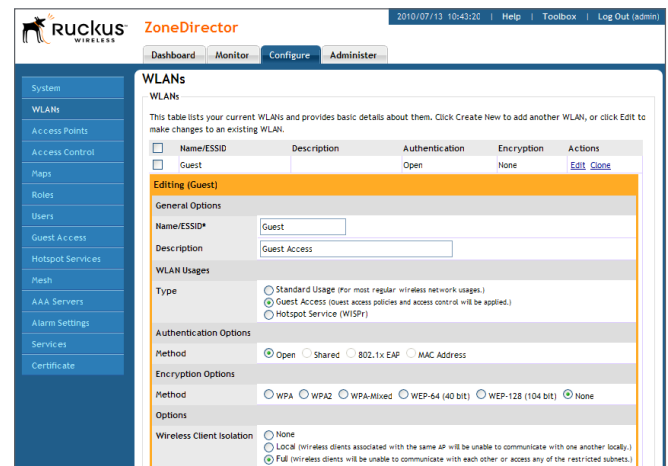 Ruckus WIRELESS
ZoneDirector
2010/07/13 10:43:20 | Help | Toolbox | Log Out (admin)
Dashboard Monitor Configure Administer
System
WLANs
Access Points
Access Control
Maps
Roles
Users
Guest Access
Hotspot Services
Mesh
AAA Servers
Alarm Settings
Services
Certificate
WLANs
WLANs
This table lists your current WLANs and provides basic details about them. Click Create New to add another WLAN, or click Edit to
make changes to an existing WLAN.
Name/ESSID Description Authentication Encryption Actions
Guest Open None Edit Clone
Editing (Guest)
General Options
Name/ESSID* Guest
Description Guest Access
WLAN Usages
Type Standard Usage (For most regular wireless network usages.)
Guest Access (Guest access policies and access control will be applied.)
Hotspot Service (WISPr)
Authentication Options
Method Open Shared 802.1x EAP MAC Address
Encryption Options
Method WPA WPA2 WPA-Mixed WEP-64 (40 bit) WEP-128 (104 bit) None
Options
Wireless Client Isolation None
Local (Wireless clients associated with the same AP will be unable to communicate with one another locally.)
Full (Wireless clients will be unable to communicate with each other or access any of the restricted subnets.)